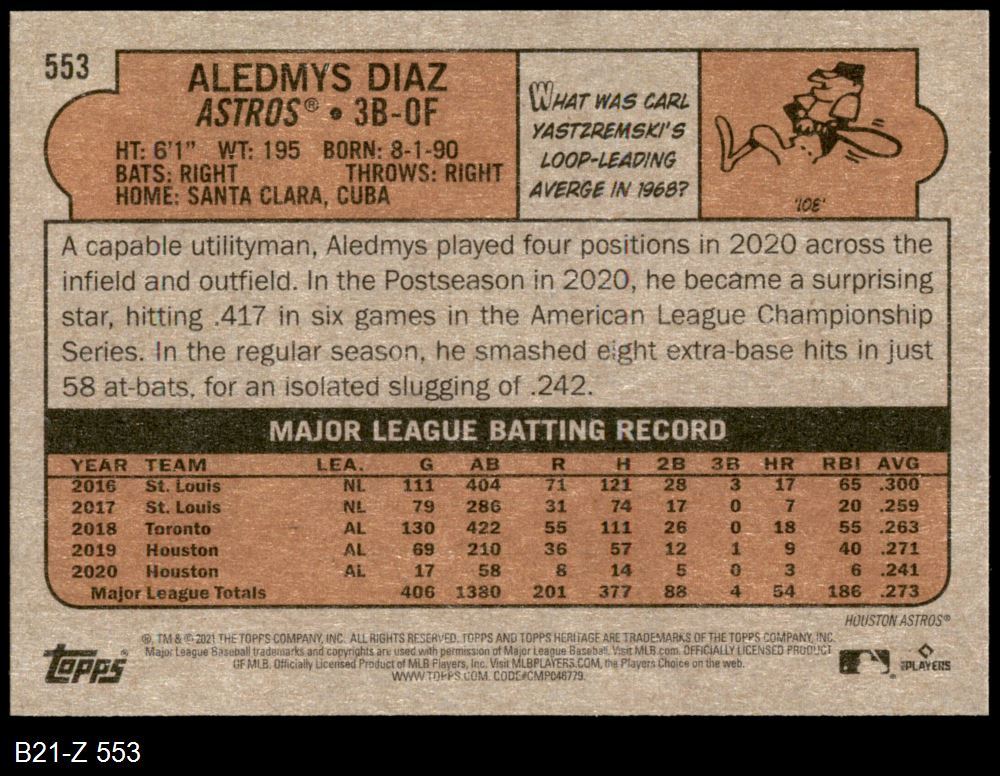 553
ALEDMYS DIAZ
ASTROS® • 3B-OF
HT: 6'1" WT: 195 BORN: 8-1-90
BATS: RIGHT THROWS: RIGHT
HOME: SANTA CLARA, CUBA
WHAT WAS CARL
YASTZREMSKI'S
LOOP-LEADING
AVERGE IN 1968?
'10E'
A capable utilityman, Aledmys played four positions in 2020 across the
infield and outfield. In the Postseason in 2020, he became a surprising
star, hitting .417 in six games in the American League Championship
Series. In the regular season, he smashed eight extra-base hits in just
58 at-bats, for an isolated slugging of .242.
MAJOR LEAGUE BATTING RECORD
YEAR TEAM LEA. G AB R H 2B 3B HR RBI AVG
2016 St. Louis NL 111 404 71 121 28 3 17 65 .300
2017 St. Louis NL 79 286 31 74 17 0 7 20 .259
2018 Toronto AL 130 422 55 111 26 0 18 55 .263
2019 Houston AL 69 210 36 57 12 1 9 40 .271
2020 Houston AL 17 58 8 14 5 0 3 6 .241
Major League Totals 406 1380 201 377 88 4 54 186 .273
HOUSTON ASTROS®
Topps®
®, TM & © 2021 THE TOPPS COMPANY, INC. ALL RIGHTS RESERVED. TOPPS AND TOPPS HERITAGE ARE TRADEMARKS OF THE TOPPS COMPANY, INC.
Major League Baseball trademarks and copyrights are used with permission of Major League Baseball. Visit MLB.com. OFFICIALLY LICENSED PRODUCT
OF MLB. Officially Licensed Product of MLB Players, Inc. Visit MLBPLAYERS.COM, the Players Choice on the web.
WWW.TOPPS.COM. CODE#CMP046779.
MLB PLAYERS
B21-Z 553